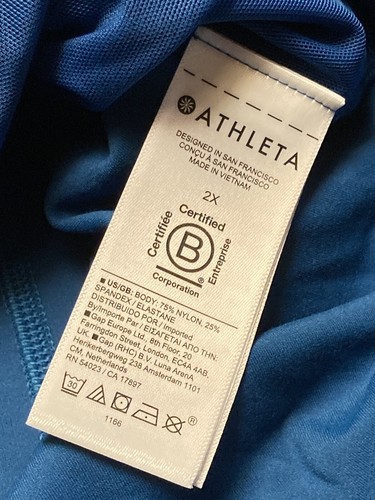 ATHLETA
DESIGNED IN SAN FRANCISCO
CONÇU À SAN FRANCISCO
MADE IN VIETNAM
2X
Certified
Certifiée
B
Entreprise
®
Corporation
■ US/GB: BODY: 75% NYLON, 25%
SPANDEX / ELASTANE
DISTRIBUIDO POR / Imported
By/Importe Par / ΕΙΣΑΓΕΤΑΙ ΑΠΟ ΤΗΝ:
■Gap Europe Ltd., 6th Floor, 20
Farringdon Street, London, EC4A 4AB,
UK. ■Gap (RHC) B.V. Luna ArenA
Herikerbergweg 238 Amsterdam 1101
CM, Netherlands
RN 54023 / CA 17897
30
®
1166